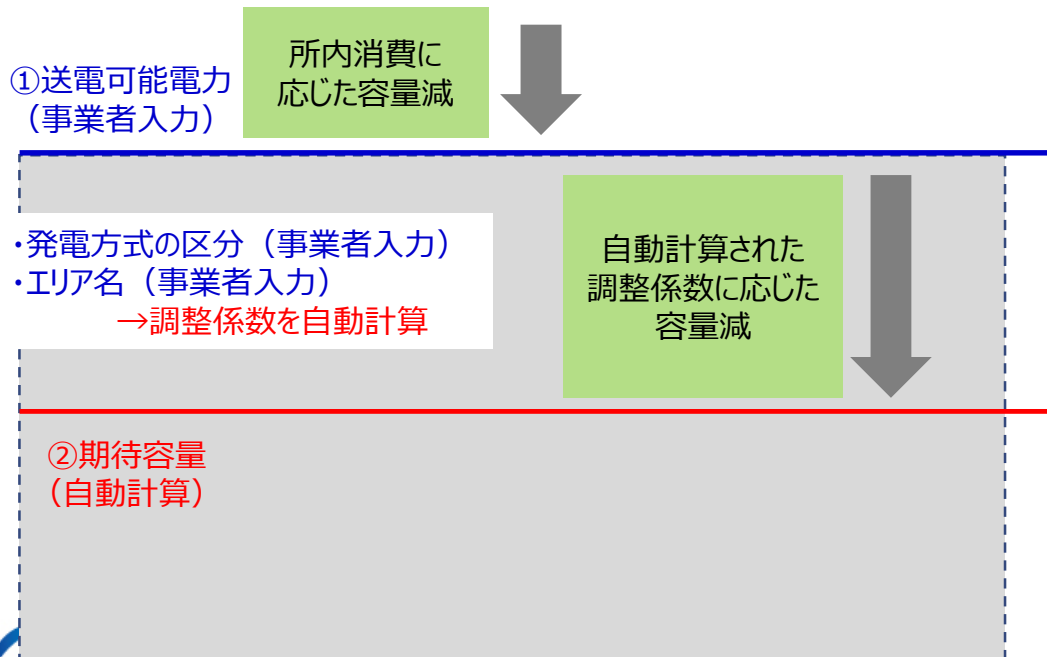 所内消費に
応じた容量減
①送電可能電力
（事業者入力）
・発電方式の区分（事業者入力）
・エリア名（事業者入力）
→調整係数を自動計算
自動計算された
調整係数に応じた
容量減
②期待容量
（自動計算）